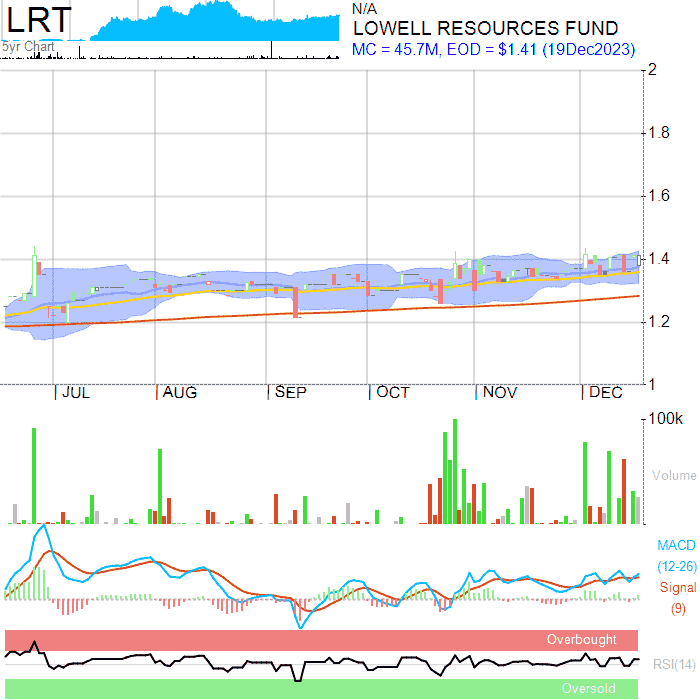 LRT
5yr Chart
N/A
LOWELL RESOURCES FUND
MC = 45.7M, EOD = $1.41 (19Dec2023)
2
1.8
1.6
1.4
1.2
1
JUL AUG SEP OCT NOV DEC
100k
Volume
MACD
(12-26)
Signal
(9)
Overbought
RSI(14)
Oversold